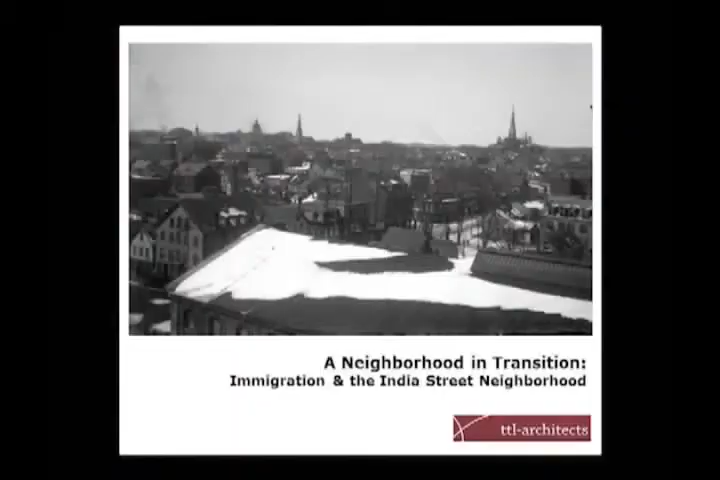 A Neighborhood in Transition:
Immigration & the India Street Neighborhood
ttl-architects